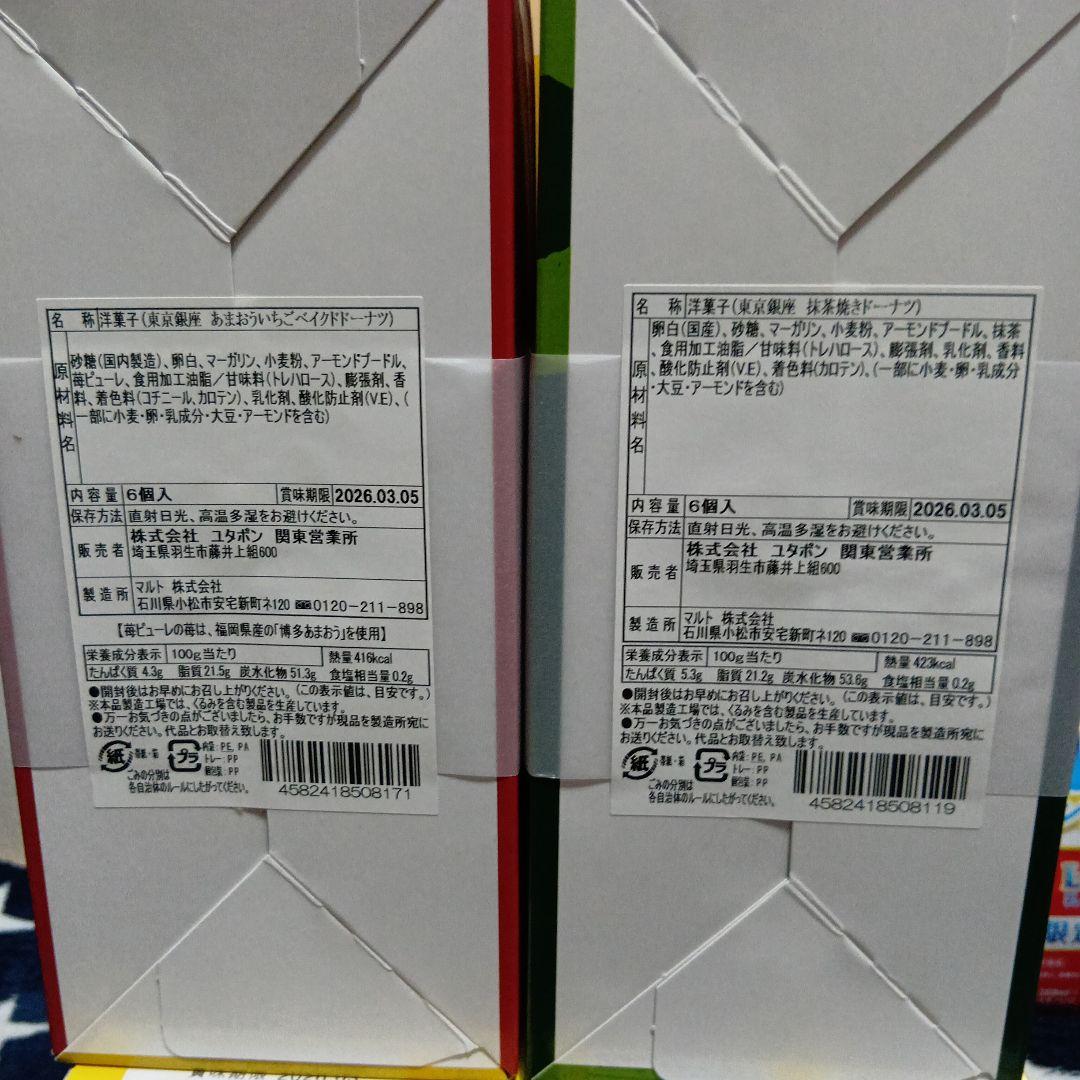 名 称 洋菓子(東京銀座 あまおういちごベイクドドーナツ)
原材料名
砂糖(国内製造)、卵白、マーガリン、小麦粉、アーモンドプードル、
苺ピューレ、食用加工油脂/甘味料(トレハロース)、膨張剤、香
料、着色料(コチニール、カロテン)、乳化剤、酸化防止剤(V.E)、(
一部に小麦・卵・乳成分・大豆・アーモンドを含む)
内容量 6個入 賞味期限 2026.03.05
保存方法 直射日光、高温多湿をお避けください。
販売者 株式会社 ユタポン 関東営業所
埼玉県羽生市藤井上組600
製造所 マルト 株式会社
石川県小松市安宅新町ネ120 0120-211-898
【苺ピューレの苺は、福岡県産の「博多あまおう」を使用】
栄養成分表示 100g当たり 熱量 416kcal
たんぱく質 4.3g 脂質 21.5g 炭水化物 51.3g 食塩相当量 0.2g
●開封後はお早めにお召し上がりください。(この表示値は、目安です。)
※本品製造工場では、くるみを含む製品を生産しています。
●万一お気づきの点がございましたら、お手数ですが現品を製造所宛に
お送りください。代品とお取替え致します。
紙 帯紙・箱 プラ 内袋:PE,PA
トレー:PP
個包装:PP
ごみの分別は
各自治体のルールにしたがってください。
4582418508171
名 称 洋菓子(東京銀座 抹茶焼きドーナツ)
原材料名
卵白(国産)、砂糖、マーガリン、小麦粉、アーモンドプードル、抹茶
、食用加工油脂/甘味料(トレハロース)、膨張剤、乳化剤、香料
、酸化防止剤(V.E)、着色料(カロテン)、(一部に小麦・卵・乳成分
・大豆・アーモンドを含む)
内容量 6個入 賞味期限 2026.03.05
保存方法 直射日光、高温多湿をお避けください。
販売者 株式会社 ユタポン 関東営業所
埼玉県羽生市藤井上組600
製造所 マルト 株式会社
石川県小松市安宅新町ネ120 0120-211-898
栄養成分表示 100g当たり 熱量 423kcal
たんぱく質 5.3g 脂質 21.2g 炭水化物 53.6g 食塩相当量 0.2g
●開封後はお早めにお召し上がりください。(この表示値は、目安です。)
※本品製造工場では、くるみを含む製品を生産しています。
●万一お気づきの点がございましたら、お手数ですが現品を製造所宛に
お送りください。代品とお取替え致します。
紙 帯紙・箱 プラ 内袋:PE,PA
トレー:PP
個包装:PP
ごみの分別は
各自治体のルールにしたがってください。
4582418508119
限定